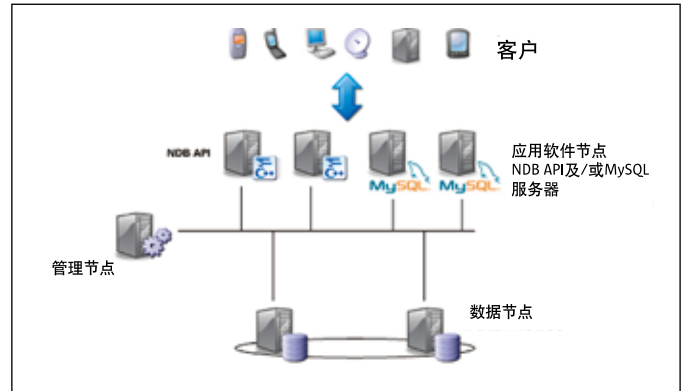 客户
NDB API
C++
C++
MySQL
MySQL
应用软件节点
NDB API及/或MySQL
服务器
管理节点
数据节点